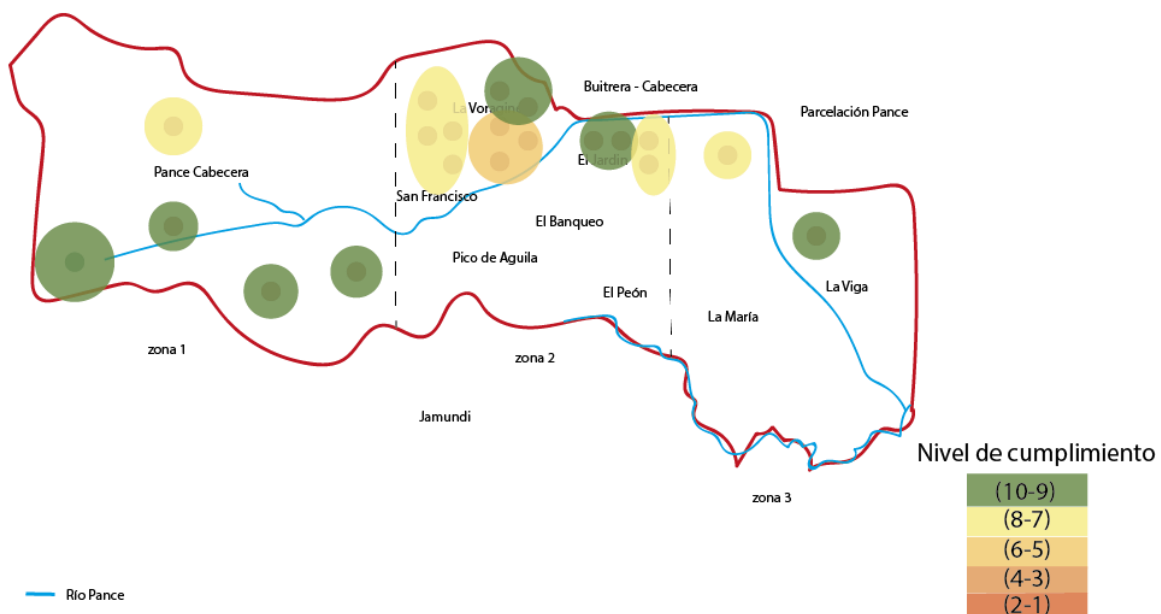 Buitrera - Cabecera
La Voragine
Parcelación Pance
El Jardín
Pance Cabecera
San Francisco
El Banqueo
Pico de Aguila
El Peón
La Viga
La María
zona 1
zona 2
Jamundi
Nivel de cumplimiento
(10-9)
zona 3
(8-7)
(6-5)
(4-3)
Río Pance
(2-1)